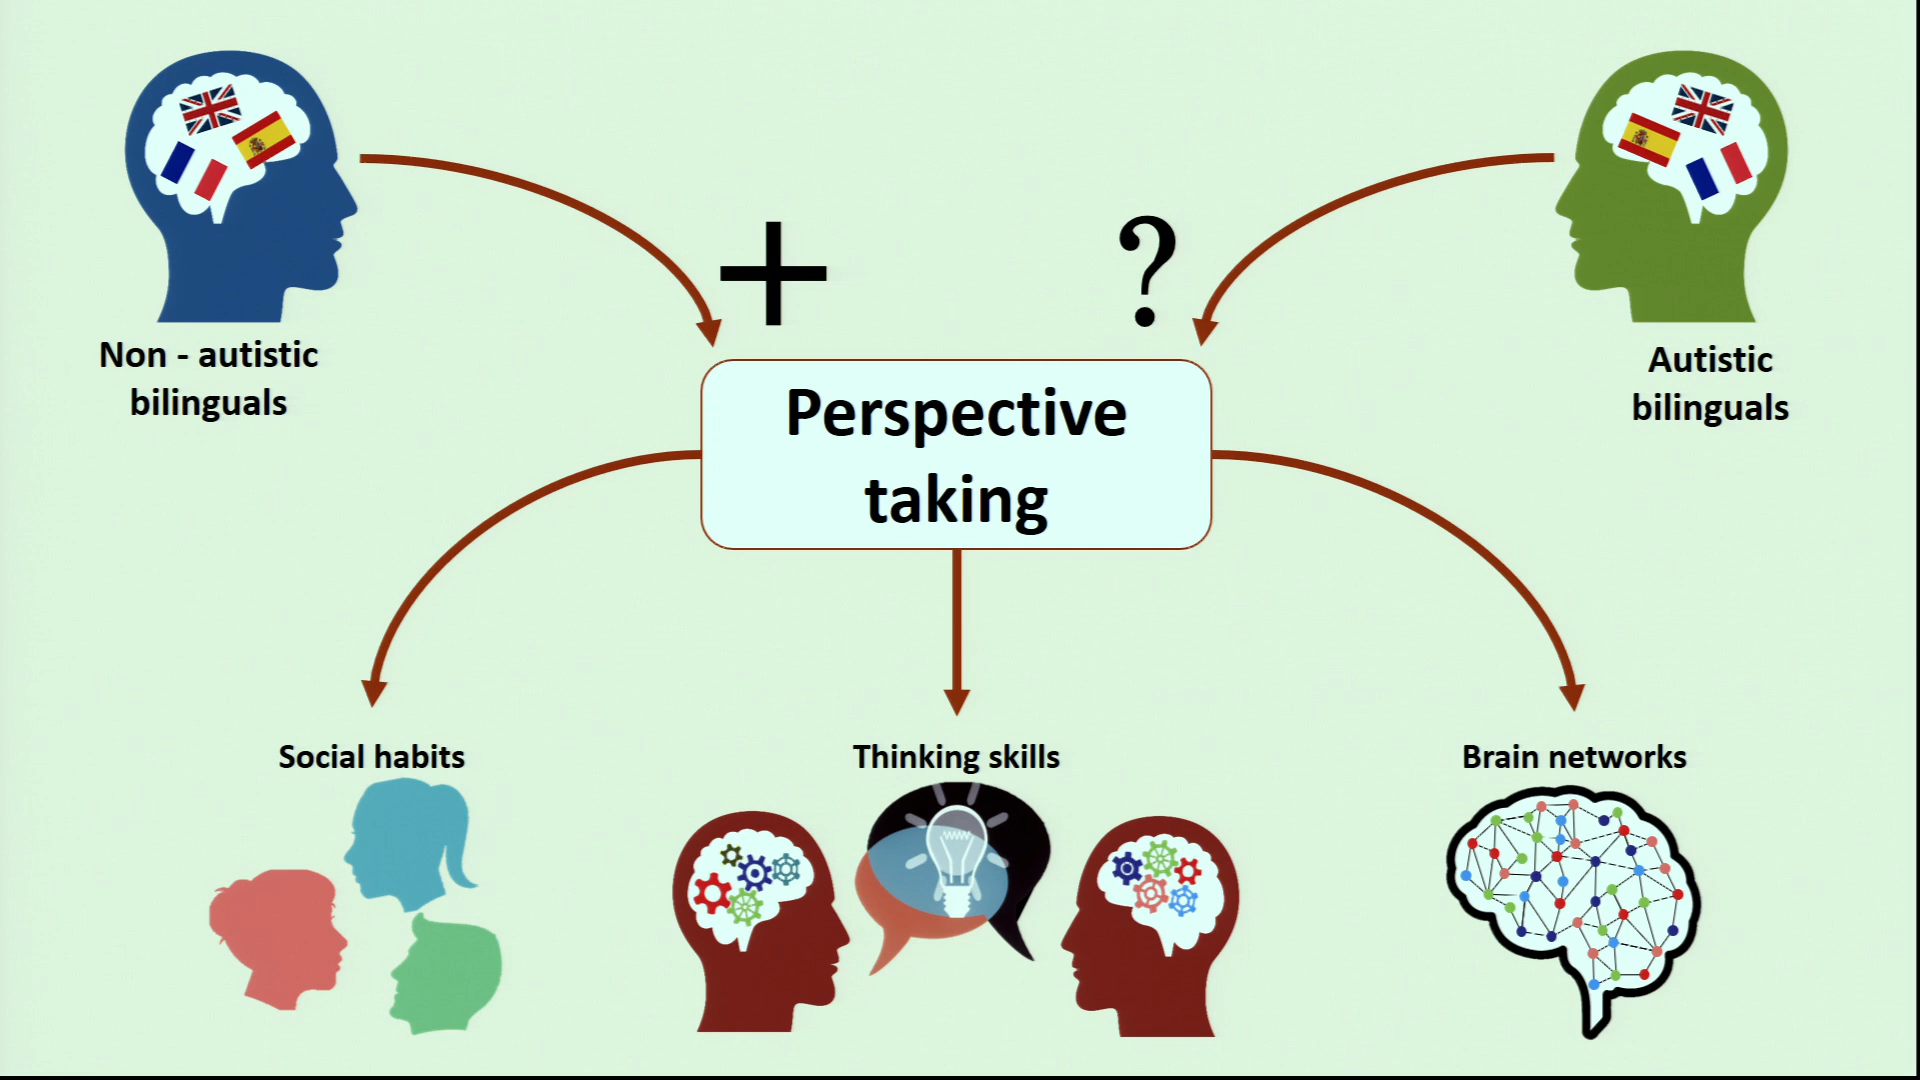 +
?
Non - autistic
bilinguals
Autistic
bilinguals
Perspective
taking
Social habits
Thinking skills
Brain networks